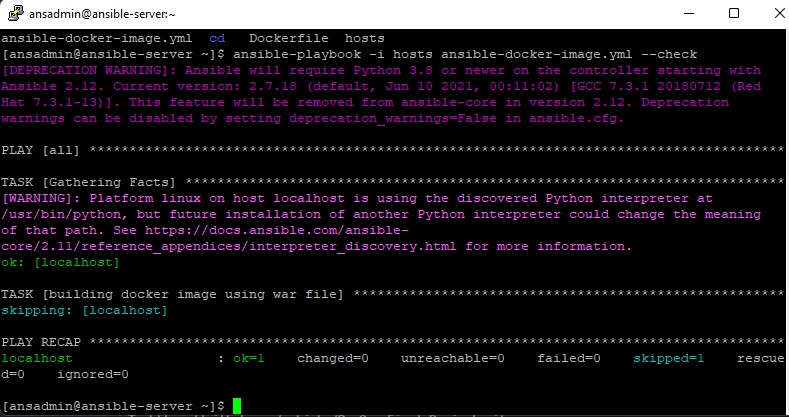 ansadmin@ansible-server:~
ansible-docker-image.yml  cd  Dockerfile  hosts
[ansadmin@ansible-server ~]$ ansible-playbook -i hosts ansible-docker-image.yml --check
[DEPRECATION WARNING]: Ansible will require Python 3.8 or newer on the controller starting with
Ansible 2.12. Current version: 2.7.18 (default, Jun 10 2021, 00:11:02) [GCC 7.3.1 20180712 (Red
Hat 7.3.1-13)]. This feature will be removed from ansible-core in version 2.12. Deprecation
warnings can be disabled by setting deprecation_warnings=False in ansible.cfg.
PLAY [all] **************************************************************************************
TASK [Gathering Facts] **************************************************************************
[WARNING]: Platform linux on host localhost is using the discovered Python interpreter at
/usr/bin/python, but future installation of another Python interpreter could change the meaning
of that path. See https://docs.ansible.com/ansible-
core/2.11/reference_appendices/interpreter_discovery.html for more information.
ok: [localhost]
TASK [building docker image using war file] *****************************************************
skipping: [localhost]
PLAY RECAP **************************************************************************************
localhost                  : ok=1    changed=0    unreachable=0    failed=0    skipped=1    rescue
d=0    ignored=0
[ansadmin@ansible-server ~]$